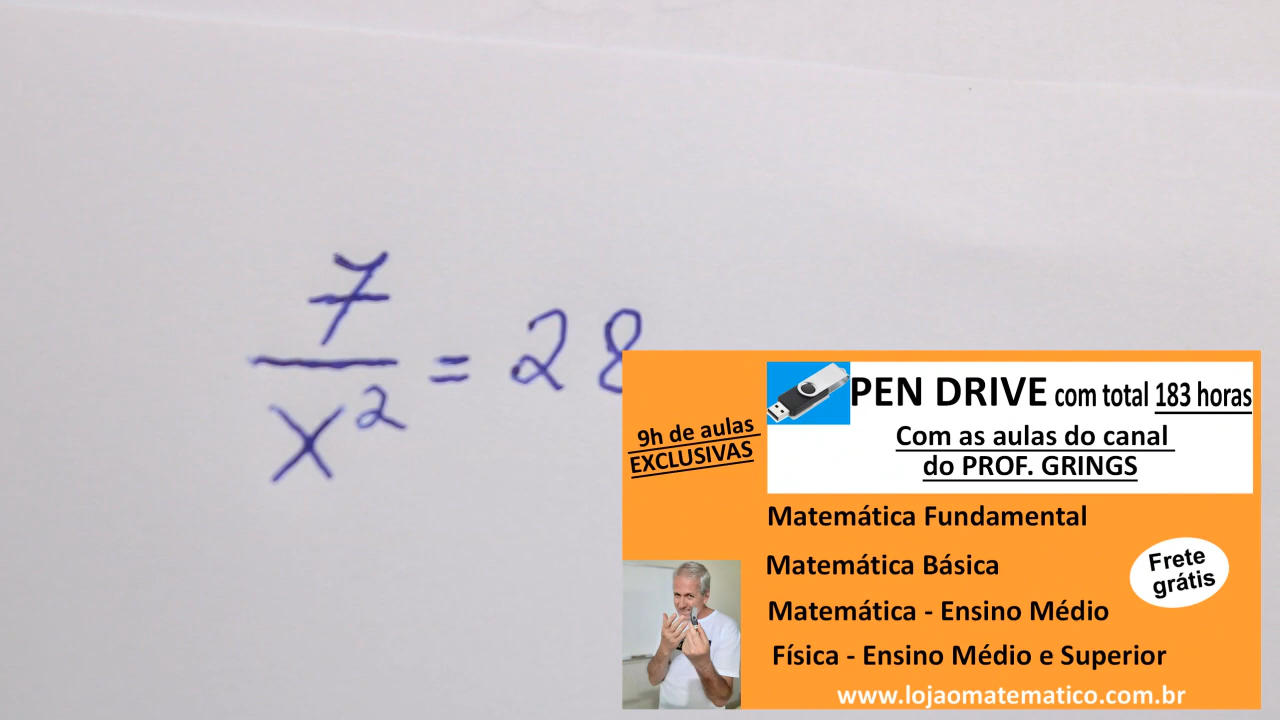 7
x² = 28
9h de aulas
EXCLUSIVAS
PEN DRIVE com total 183 horas
Com as aulas do canal
do PROF. GRINGS
Matemática Fundamental
Matemática Básica
Frete
grátis
Matemática - Ensino Médio
Física - Ensino Médio e Superior
www.lojaomatematico.com.br